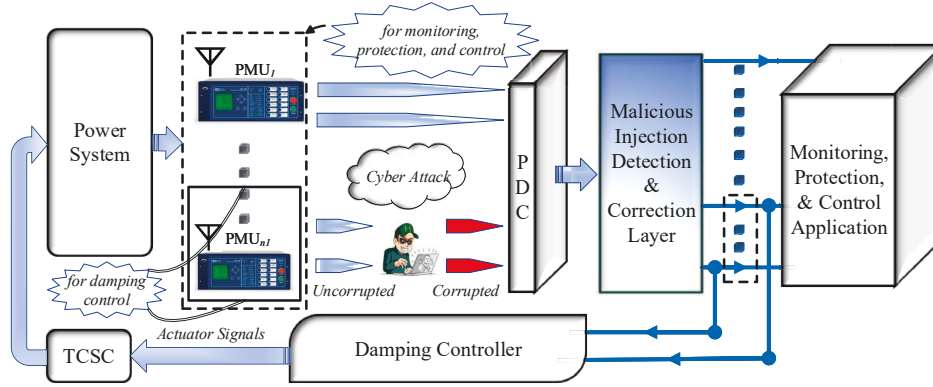 for monitoring,
protection, and control
PMU1
Power
System
Cyber Attack
PMUn1
for damping
control
Uncorrupted
Corrupted
P
D
C
Malicious
Injection
Detection
&
Correction
Layer
Monitoring,
Protection,
& Control
Application
Actuator Signals
TCSC
Damping Controller